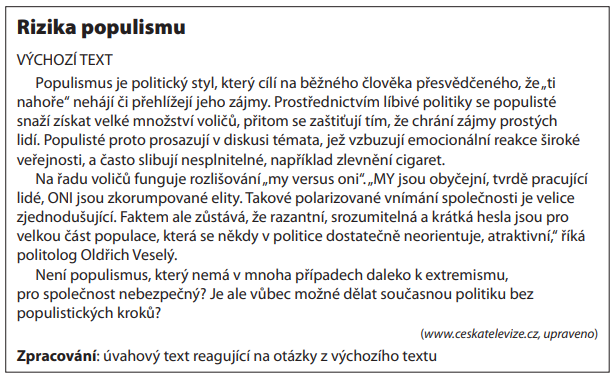 Rizika populismu
VÝCHOZÍ TEXT
Populismus je politický styl, který cílí na běžného člověka přesvědčeného, že „ti
nahoře“ nehájí či přehlížejí jeho zájmy. Prostřednictvím líbivé politiky se populisté
snaží získat velké množství voličů, přitom se zaštiťují tím, že chrání zájmy prostých
lidí. Populisté proto prosazují v diskusi témata, jež vzbuzují emocionální reakce široké
veřejnosti, a často slibují nesplnitelné, například zlevnění cigaret.
Na řadu voličů funguje rozlišování „my versus oni“. „MY jsou obyčejní, tvrdě pracující
lidé, ONI jsou zkorumpované elity. Takové polarizované vnímání společnosti je velice
zjednodušující. Faktem ale zůstává, že razantní, srozumitelná a krátká hesla jsou pro
velkou část populace, která se někdy v politice dostatečně neorientuje, atraktivní,“ říká
politolog Oldřich Veselý.
Není populismus, který nemá v mnoha případech daleko k extremismu,
pro společnost nebezpečný? Je ale vůbec možné dělat současnou politiku bez
populistických kroků?
(www.ceskatelevize.cz, upraveno)
Zpracování: úvahový text reagující na otázky z výchozího textu